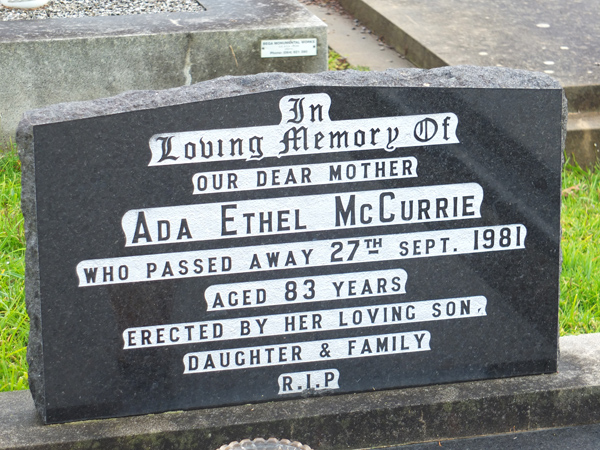 In
Loving Memory Of
OUR DEAR MOTHER
ADA ETHEL MCCURRIE
WHO PASSED AWAY 27TH SEPT. 1981
AGED 83 YEARS
ERECTED BY HER LOVING SON,
DAUGHTER & FAMILY
R.I.P